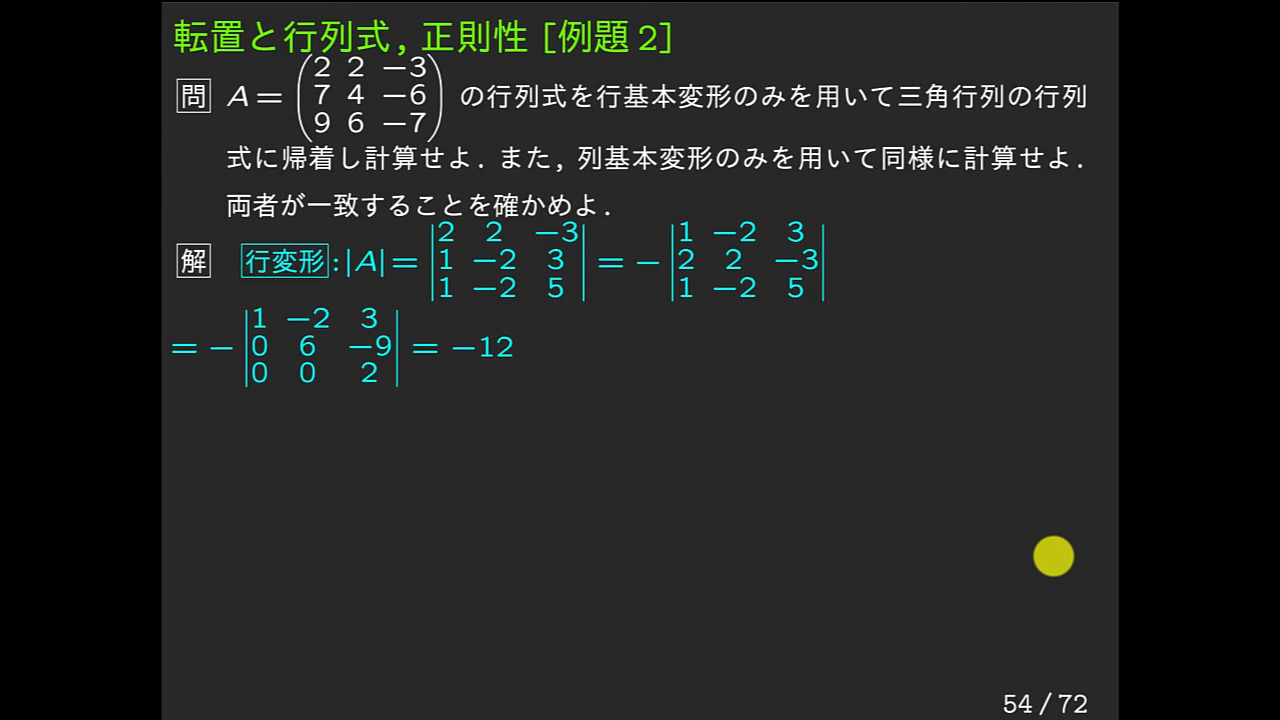 転置と行列式, 正則性 [例題 2]
問 A = (2 2 −3
7 4 −6
9 6 −7) の行列式を行基本変形のみを用いて三角行列の行列
式に帰着し計算せよ. また, 列基本変形のみを用いて同様に計算せよ.
両者が一致することを確かめよ.
解 行変形: |A| = |2 2 −3
1 −2 3
1 −2 5| = − |1 −2 3
2 2 −3
1 −2 5|
= − |1 −2 3
0 6 −9
0 0 2| = −12
54 / 72